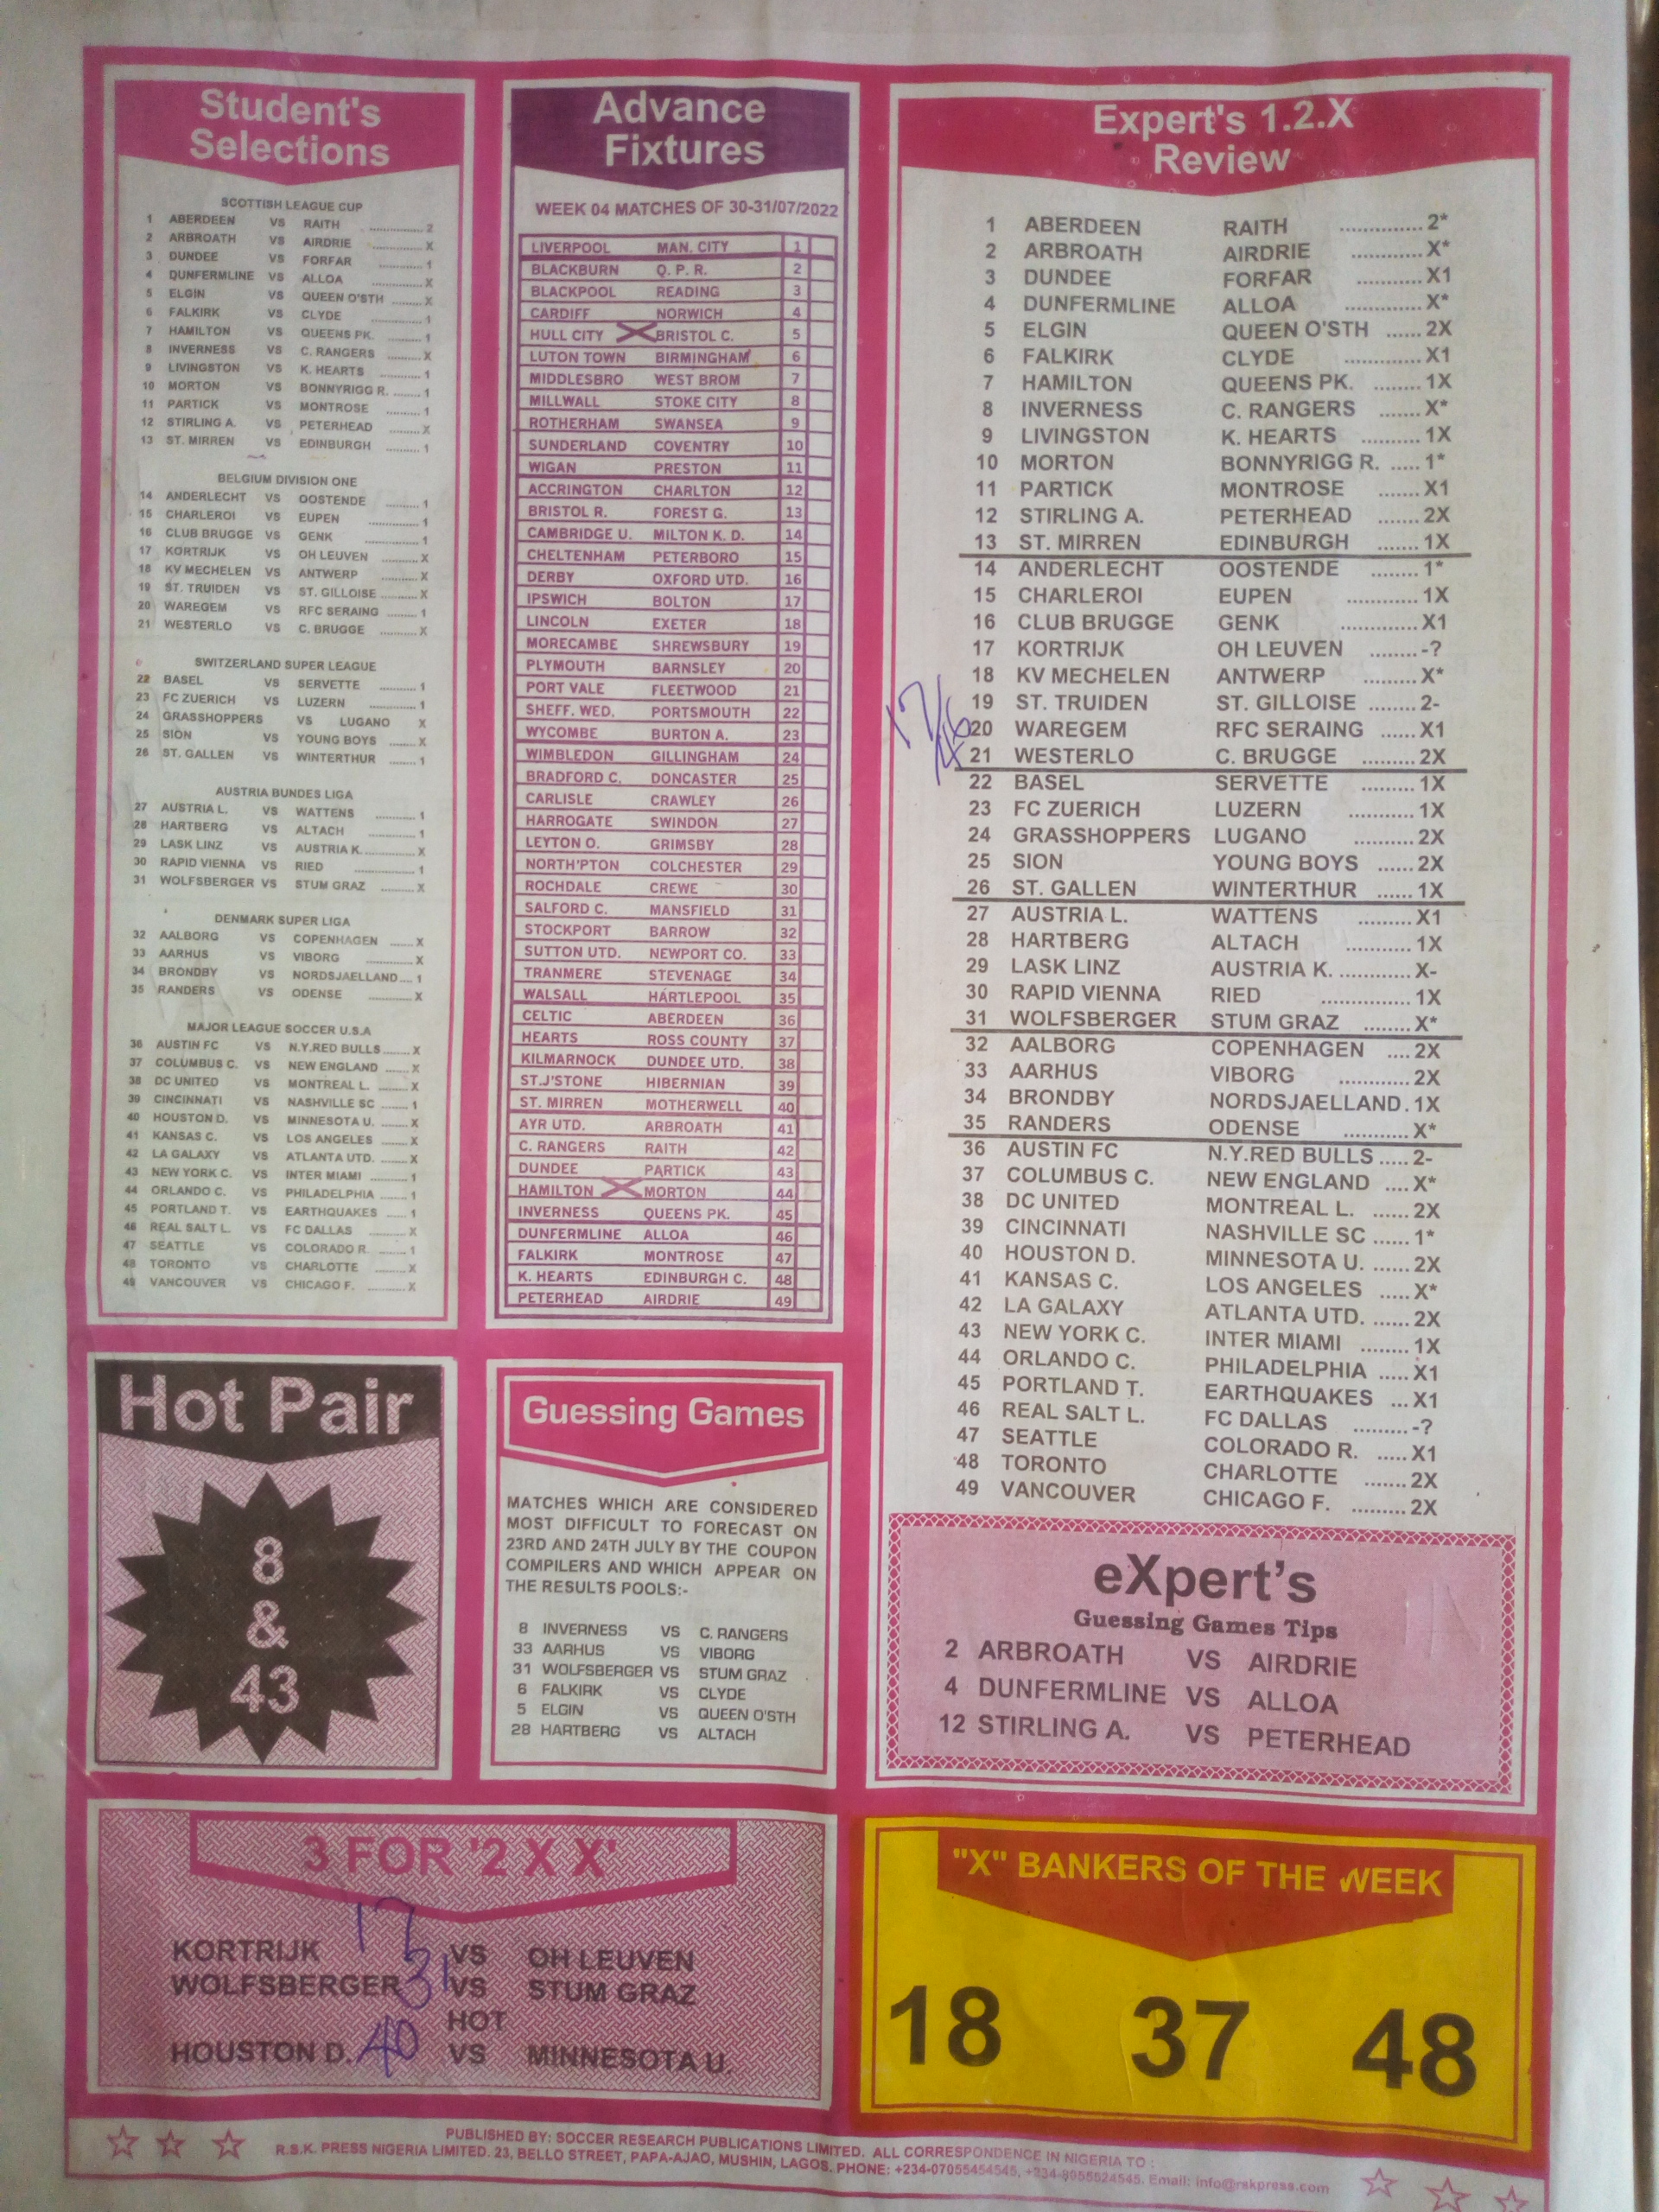 Student's
Selections
SCOTTISH LEAGUE CUP
1 ABERDEEN VS RAITH .............. 2
2 ARBROATH VS AIRDRIE ............ X
3 DUNDEE VS FORFAR ............ 1
4 DUNFERMLINE VS ALLOA ............ X
5 ELGIN VS QUEEN O'STH ....... X
6 FALKIRK VS CLYDE ............ 1
7 HAMILTON VS QUEENS PK. ......... 1
8 INVERNESS VS C. RANGERS ........ X
9 LIVINGSTON VS K. HEARTS .......... 1
10 MORTON VS BONNYRIGG R. ...... 1
11 PARTICK VS MONTROSE ......... 1
12 STIRLING A. VS PETERHEAD ........ X
13 ST. MIRREN VS EDINBURGH ......... 1
BELGIUM DIVISION ONE
14 ANDERLECHT VS OOSTENDE ......... 1
15 CHARLEROI VS EUPEN ............ 1
16 CLUB BRUGGE VS GENK ............ 1
17 KORTRIJK VS OH LEUVEN ......... X
18 KV MECHELEN VS ANTWERP ......... X
19 ST. TRUIDEN VS ST. GILLOISE ......... X
20 WAREGEM VS RFC SERAING ...... 1
21 WESTERLO VS C. BRUGGE ......... X
SWITZERLAND SUPER LEAGUE
22 BASEL VS SERVETTE ......... 1
23 FC ZUERICH VS LUZERN ......... 1
24 GRASSHOPPERS VS LUGANO X
25 SION VS YOUNG BOYS ...... X
26 ST. GALLEN VS WINTERTHUR ....... 1
AUSTRIA BUNDES LIGA
27 AUSTRIA L. VS WATTENS .......... 1
28 HARTBERG VS ALTACH ............ 1
29 LASK LINZ VS AUSTRIA K. ........... X
30 RAPID VIENNA VS RIED .............. 1
31 WOLFSBERGER VS STUM GRAZ ......... X
DENMARK SUPER LIGA
32 AALBORG VS COPENHAGEN ...... X
33 AARHUS VS VIBORG ............ X
34 BRONDBY VS NORDSJAELLAND .... 1
35 RANDERS VS ODENSE ............ X
MAJOR LEAGUE SOCCER U.S.A
36 AUSTIN FC VS N.Y.RED BULLS ....... X
37 COLUMBUS C. VS NEW ENGLAND ...... X
38 DC UNITED VS MONTREAL L. ........ X
39 CINCINNATI VS NASHVILLE SC ....... 1
40 HOUSTON D. VS MINNESOTA U. ....... X
41 KANSAS C. VS LOS ANGELES ....... X
42 LA GALAXY VS ATLANTA UTD. ....... X
43 NEW YORK C. VS INTER MIAMI ......... 1
44 ORLANDO C. VS PHILADELPHIA ....... 1
45 PORTLAND T. VS EARTHQUAKES ...... 1
46 REAL SALT L. VS FC DALLAS ......... X
47 SEATTLE VS COLORADO R. ....... 1
48 TORONTO VS CHARLOTTE ......... X
49 VANCOUVER VS CHICAGO F. ......... X
Advance
Fixtures
WEEK 04 MATCHES OF 30-31/07/2022
LIVERPOOL MAN. CITY 1
BLACKBURN Q. P. R. 2
BLACKPOOL READING 3
CARDIFF NORWICH 4
HULL CITY BRISTOL C. 5
LUTON TOWN BIRMINGHAM 6
MIDDLESBRO WEST BROM 7
MILLWALL STOKE CITY 8
ROTHERHAM SWANSEA 9
SUNDERLAND COVENTRY 10
WIGAN PRESTON 11
ACCRINGTON CHARLTON 12
BRISTOL R. FOREST G. 13
CAMBRIDGE U. MILTON K. D. 14
CHELTENHAM PETERBORO 15
DERBY OXFORD UTD. 16
IPSWICH BOLTON 17
LINCOLN EXETER 18
MORECAMBE SHREWSBURY 19
PLYMOUTH BARNSLEY 20
PORT VALE FLEETWOOD 21
SHEFF. WED. PORTSMOUTH 22
WYCOMBE BURTON A. 23
WIMBLEDON GILLINGHAM 24
BRADFORD C. DONCASTER 25
CARLISLE CRAWLEY 26
HARROGATE SWINDON 27
LEYTON O. GRIMSBY 28
NORTH'PTON COLCHESTER 29
ROCHDALE CREWE 30
SALFORD C. MANSFIELD 31
STOCKPORT BARROW 32
SUTTON UTD. NEWPORT CO. 33
TRANMERE STEVENAGE 34
WALSALL HARTLEPOOL 35
CELTIC ABERDEEN 36
HEARTS ROSS COUNTY 37
KILMARNOCK DUNDEE UTD. 38
ST.J'STONE HIBERNIAN 39
ST. MIRREN MOTHERWELL 40
AYR UTD. ARBROATH 41
C. RANGERS RAITH 42
DUNDEE PARTICK 43
HAMILTON MORTON 44
INVERNESS QUEENS PK. 45
DUNFERMLINE ALLOA 46
FALKIRK MONTROSE 47
K. HEARTS EDINBURGH C. 48
PETERHEAD AIRDRIE 49
Expert's 1.2.X
Review
1 ABERDEEN RAITH .............. 2*
2 ARBROATH AIRDRIE ............ X*
3 DUNDEE FORFAR ............ X1
4 DUNFERMLINE ALLOA ............ X*
5 ELGIN QUEEN O'STH ...... 2X
6 FALKIRK CLYDE ............. X1
7 HAMILTON QUEENS PK. ........ 1X
8 INVERNESS C. RANGERS ....... X*
9 LIVINGSTON K. HEARTS .......... 1X
10 MORTON BONNYRIGG R. ..... 1*
11 PARTICK MONTROSE ....... X1
12 STIRLING A. PETERHEAD ....... 2X
13 ST. MIRREN EDINBURGH ....... 1X
14 ANDERLECHT OOSTENDE ........ 1*
15 CHARLEROI EUPEN ............ 1X
16 CLUB BRUGGE GENK ............. X1
17 KORTRIJK OH LEUVEN ........ -?
18 KV MECHELEN ANTWERP ......... X*
19 ST. TRUIDEN ST. GILLOISE ........ 2-
20 WAREGEM RFC SERAING ...... X1
21 WESTERLO C. BRUGGE ......... 2X
22 BASEL SERVETTE ......... 1X
23 FC ZUERICH LUZERN ........... 1X
24 GRASSHOPPERS LUGANO .......... 2X
25 SION YOUNG BOYS ...... 2X
26 ST. GALLEN WINTERTHUR ...... 1X
27 AUSTRIA L. WATTENS ......... X1
28 HARTBERG ALTACH ........... 1X
29 LASK LINZ AUSTRIA K. ............ X-
30 RAPID VIENNA RIED ............... 1X
31 WOLFSBERGER STUM GRAZ ........ X*
32 AALBORG COPENHAGEN .... 2X
33 AARHUS VIBORG ............ 2X
34 BRONDBY NORDSJAELLAND. 1X
35 RANDERS ODENSE ........... X*
36 AUSTIN FC N.Y.RED BULLS ..... 2-
37 COLUMBUS C. NEW ENGLAND .... X*
38 DC UNITED MONTREAL L. ...... 2X
39 CINCINNATI NASHVILLE SC ...... 1*
40 HOUSTON D. MINNESOTA U. ...... 2X
41 KANSAS C. LOS ANGELES ..... X*
42 LA GALAXY ATLANTA UTD. ...... 2X
43 NEW YORK C. INTER MIAMI ........ 1X
44 ORLANDO C. PHILADELPHIA ..... X1
45 PORTLAND T. EARTHQUAKES ... X1
46 REAL SALT L. FC DALLAS ......... -?
47 SEATTLE COLORADO R. ..... X1
48 TORONTO CHARLOTTE ...... 2X
49 VANCOUVER CHICAGO F. ......... 2X
17/46
Hot Pair
8
&
43
Guessing Games
MATCHES WHICH ARE CONSIDERED
MOST DIFFICULT TO FORECAST ON
23RD AND 24TH JULY BY THE COUPON
COMPILERS AND WHICH APPEAR ON
THE RESULTS POOLS:-
8 INVERNESS VS C. RANGERS
33 AARHUS VS VIBORG
31 WOLFSBERGER VS STUM GRAZ
6 FALKIRK VS CLYDE
5 ELGIN VS QUEEN O'STH
28 HARTBERG VS ALTACH
eXpert's
Guessing Games Tips
2 ARBROATH VS AIRDRIE
4 DUNFERMLINE VS ALLOA
12 STIRLING A. VS PETERHEAD
3 FOR '2 X X'
KORTRIJK 17 VS OH LEUVEN
WOLFSBERGER 31 VS STUM GRAZ
HOT
HOUSTON D. 40 VS MINNESOTA U.
"X" BANKERS OF THE WEEK
18 37 48
PUBLISHED BY: SOCCER RESEARCH PUBLICATIONS LIMITED. ALL CORRESPONDENCE IN NIGERIA TO :
R.S.K. PRESS NIGERIA LIMITED. 23, BELLO STREET, PAPA-AJAO, MUSHIN, LAGOS. PHONE: +234-07055454545, +234-8055524545. Email: info@rskpress.com